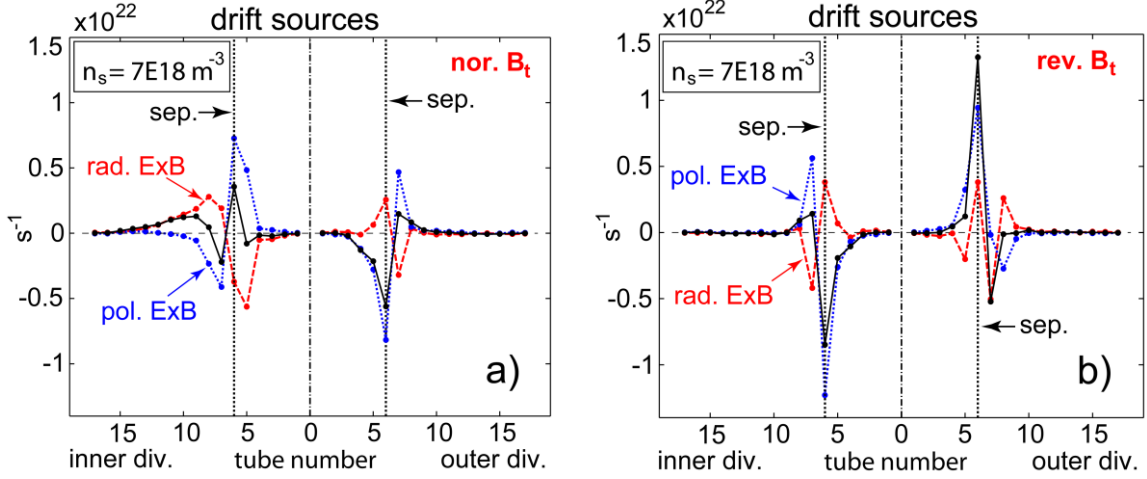 x10^22
drift sources
1.5
1
0.5
0
-0.5
-1
s^-1
n_s = 7E18 m^-3
nor. B_t
sep.
sep.
rad. ExB
pol. ExB
a)
15 10 5 0 5 10 15
inner div. tube number outer div.
x10^22
drift sources
1.5
1
0.5
0
-0.5
-1
s^-1
n_s = 7E18 m^-3
rev. B_t
sep.
pol. ExB
rad. ExB
sep.
b)
15 10 5 0 5 10 15
inner div. tube number outer div.